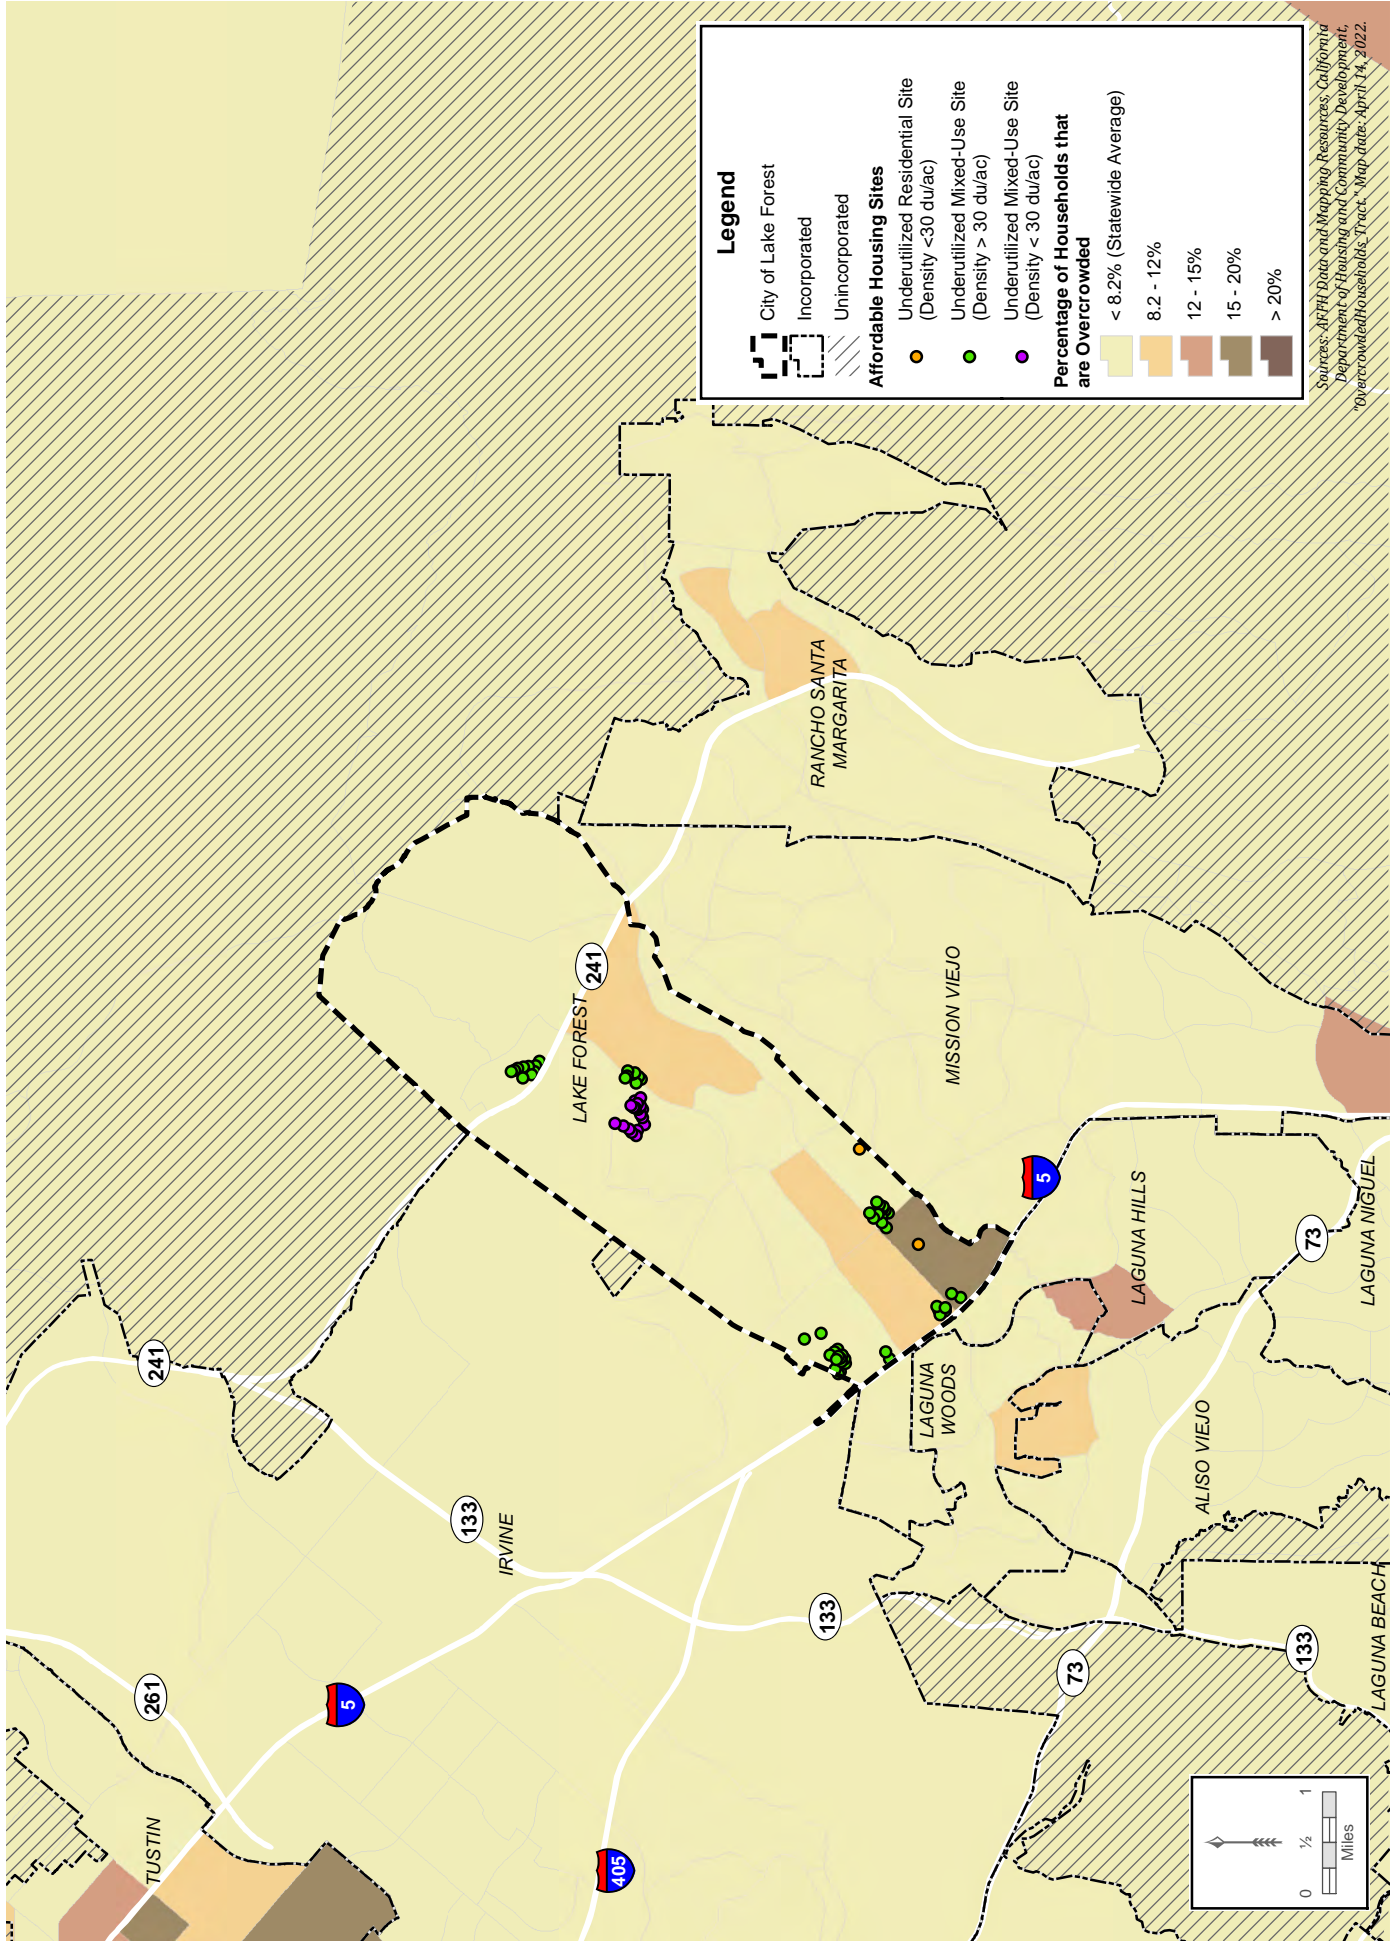 TUSTIN
261
5
405
241
133
IRVINE
133
73
133
LAGUNA BEACH
LAKE FOREST
241
LAGUNA
WOODS
ALISO VIEJO
LAGUNA HILLS
5
73
LAGUNA NIGUEL
MISSION VIEJO
RANCHO SANTA
MARGARITA
0 ½ 1
Miles
Legend
City of Lake Forest
Incorporated
Unincorporated
Affordable Housing Sites
Underutilized Residential Site
(Density <30 du/ac)
Underutilized Mixed-Use Site
(Density > 30 du/ac)
Underutilized Mixed-Use Site
(Density < 30 du/ac)
Percentage of Households that
are Overcrowded
< 8.2% (Statewide Average)
8.2 - 12%
12 - 15%
15 - 20%
> 20%
Sources: AFFH Data and Mapping Resources, California
Department of Housing and Community Development,
"OvercrowdedHouseholds_Tract." Map date: April 14, 2022.